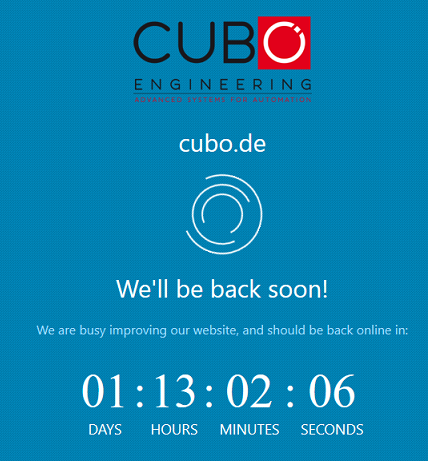 CUBO
ENGINEERING
ADVANCED SYSTEMS FOR AUTOMATION
cubo.de
We'll be back soon!
We are busy improving our website, and should be back online in:
01 : 13 : 02 : 06
DAYS HOURS MINUTES SECONDS